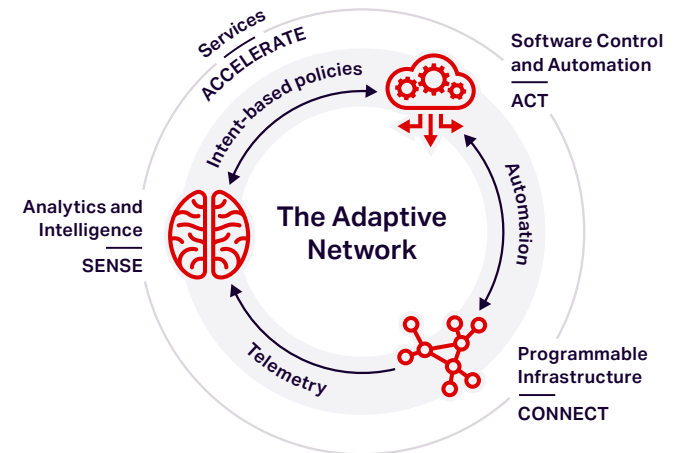 Services
ACCELERATE
Intent-based policies
Software Control
and Automation
ACT
Automation
Analytics and
Intelligence
SENSE
The Adaptive
Network
Telemetry
Programmable
Infrastructure
CONNECT